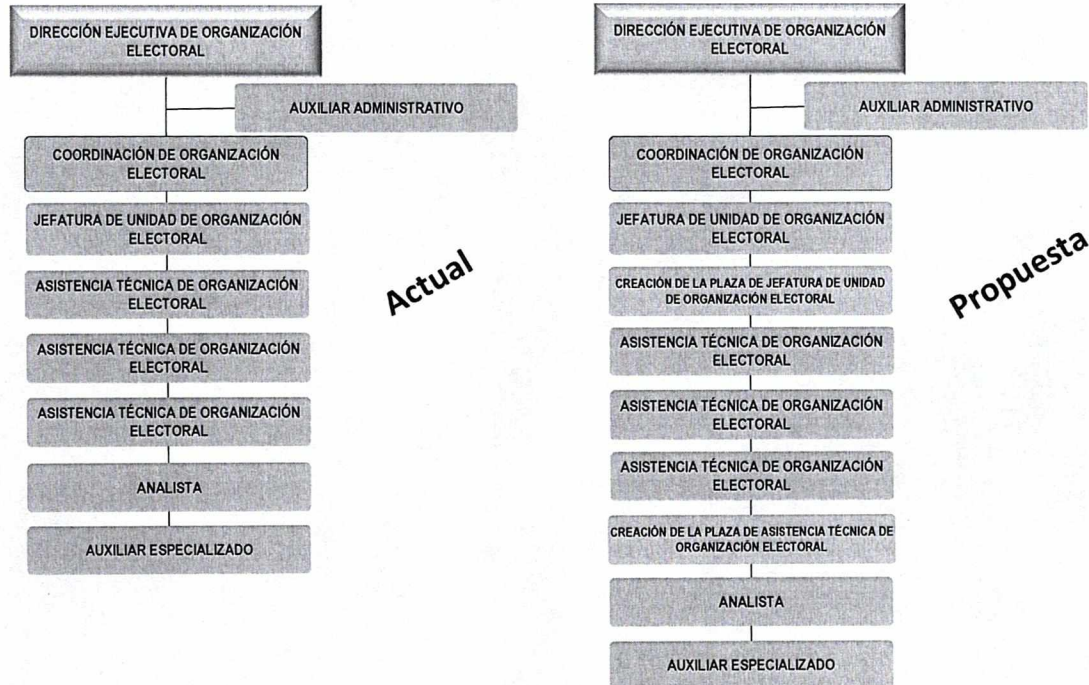 DIRECCIÓN EJECUTIVA DE ORGANIZACIÓN
ELECTORAL
AUXILIAR ADMINISTRATIVO
COORDINACIÓN DE ORGANIZACIÓN
ELECTORAL
JEFATURA DE UNIDAD DE ORGANIZACIÓN
ELECTORAL
ASISTENCIA TÉCNICA DE ORGANIZACIÓN
ELECTORAL
ASISTENCIA TÉCNICA DE ORGANIZACIÓN
ELECTORAL
ASISTENCIA TÉCNICA DE ORGANIZACIÓN
ELECTORAL
ANALISTA
AUXILIAR ESPECIALIZADO
Actual
DIRECCIÓN EJECUTIVA DE ORGANIZACIÓN
ELECTORAL
AUXILIAR ADMINISTRATIVO
COORDINACIÓN DE ORGANIZACIÓN
ELECTORAL
JEFATURA DE UNIDAD DE ORGANIZACIÓN
ELECTORAL
CREACIÓN DE LA PLAZA DE JEFATURA DE UNIDAD
DE ORGANIZACIÓN ELECTORAL
ASISTENCIA TÉCNICA DE ORGANIZACIÓN
ELECTORAL
ASISTENCIA TÉCNICA DE ORGANIZACIÓN
ELECTORAL
ASISTENCIA TÉCNICA DE ORGANIZACIÓN
ELECTORAL
CREACIÓN DE LA PLAZA DE ASISTENCIA TÉCNICA DE
ORGANIZACIÓN ELECTORAL
ANALISTA
AUXILIAR ESPECIALIZADO
Propuesta